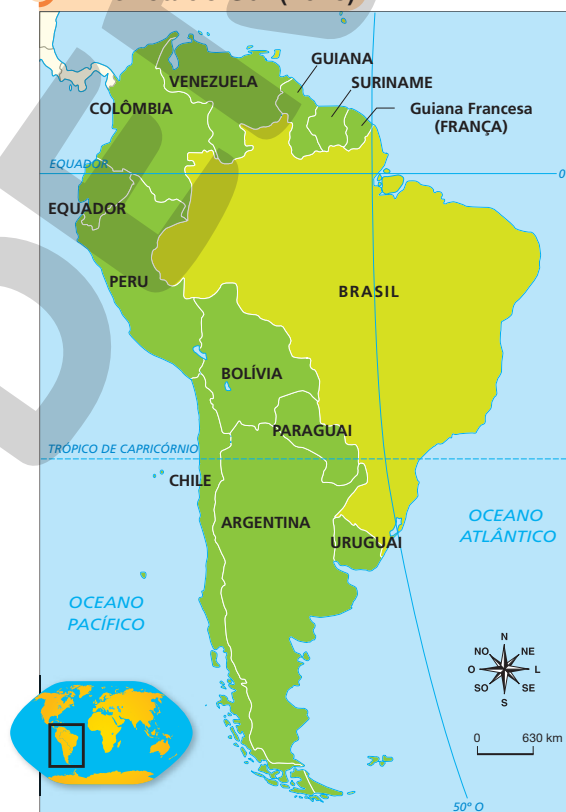 GUIANA
VENEZUELA
SURINAME
COLÔMBIA
Guiana Francesa
(FRANÇA)
EQUADOR
0
EQUADOR
PERU
BRASIL
BOLÍVIA
PARAGUAI
TRÓPICO DE CAPRICÓRNIO
CHILE
ARGENTINA
URUGUAI
OCEANO
ATLÂNTICO
OCEANO
PACÍFICO
N
NO NE
O L
SO SE
S
0 630 km
50° O